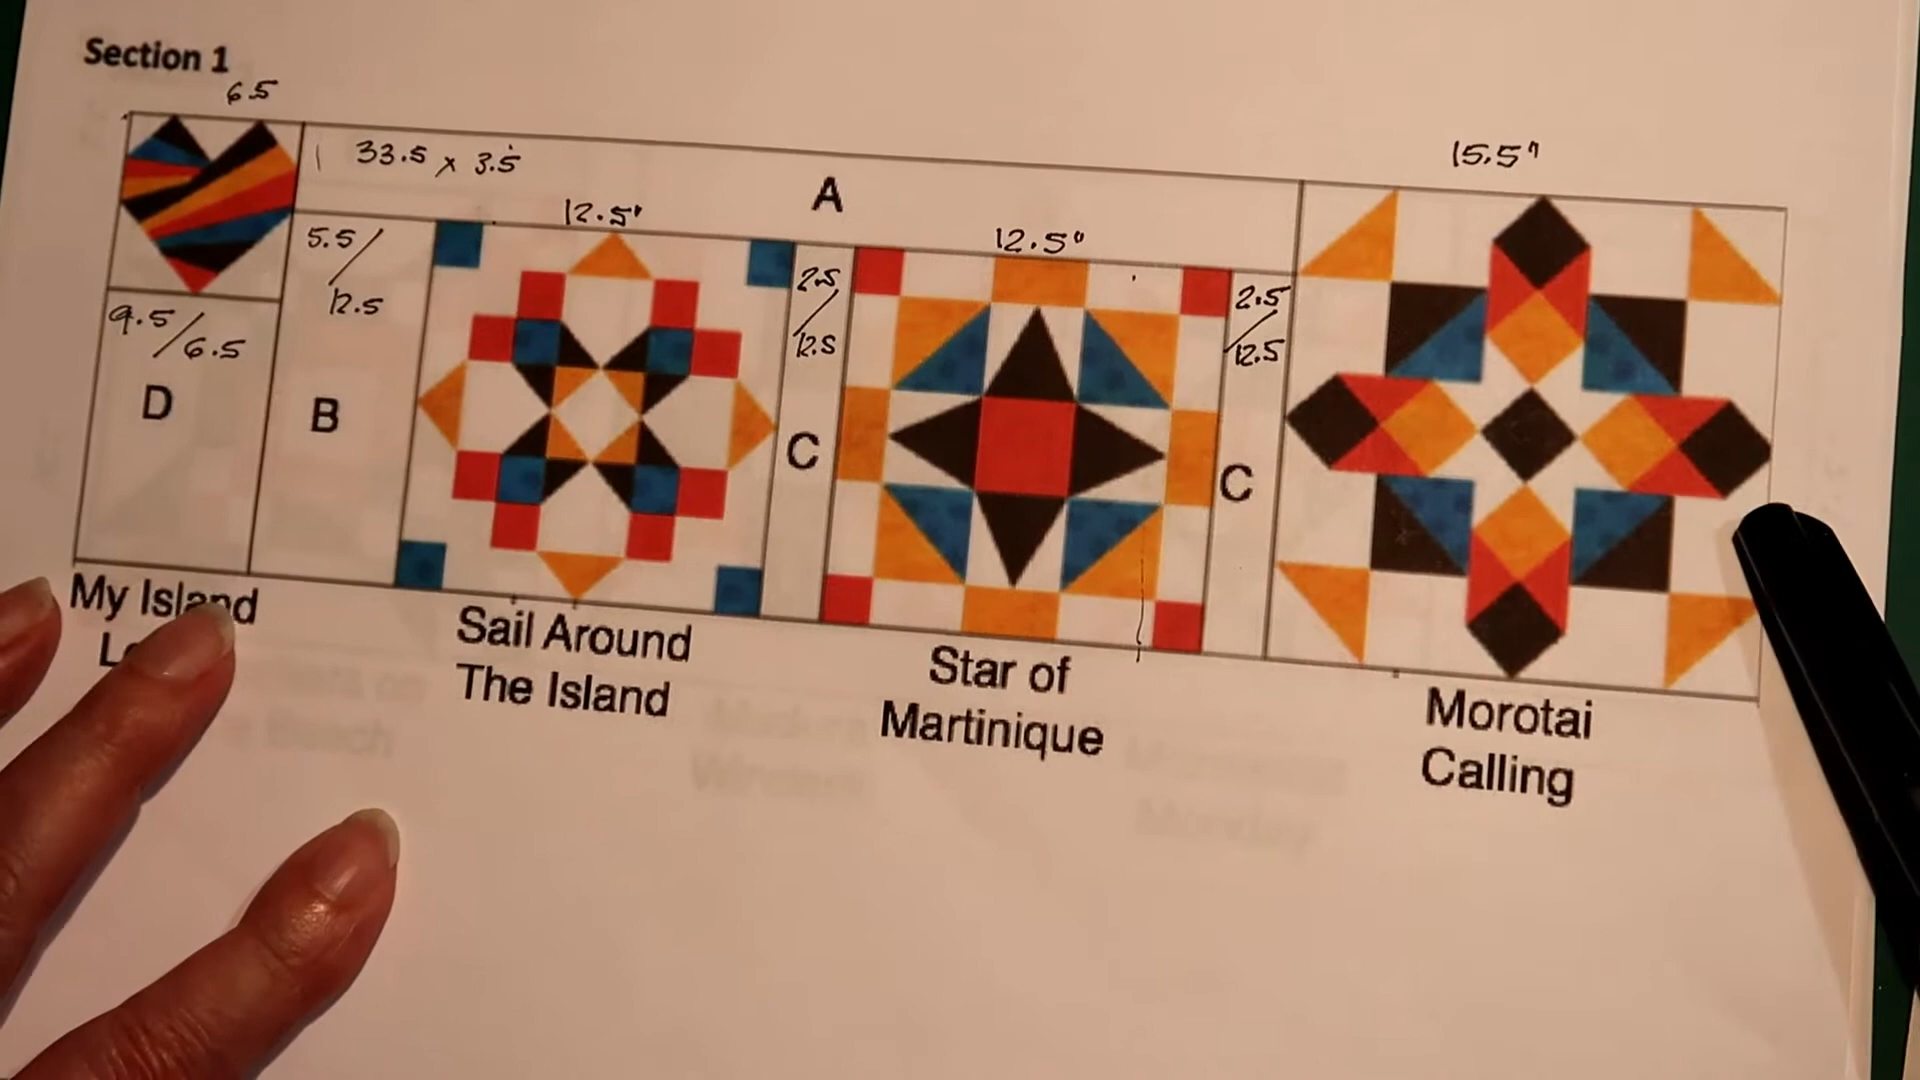 Section 1
6.5
33.5 x 3.5
A
15.5"
12.5"
12.5"
5.5/
12.5
2.5
/
12.5
2.5
/
12.5
9.5/6.5
D
B
C
C
My Island
Sail Around
The Island
Star of
Martinique
Morotai
Calling